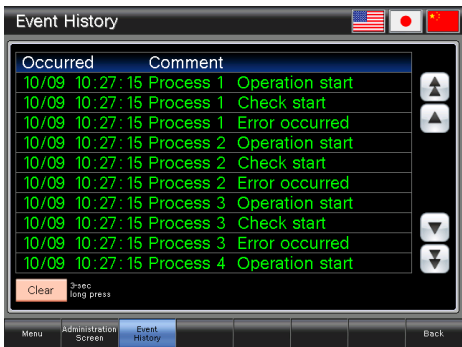 Event History
Occurred Comment
10/09 10:27:15 Process 1 Operation start
10/09 10:27:15 Process 1 Check start
10/09 10:27:15 Process 1 Error occurred
10/09 10:27:15 Process 2 Operation start
10/09 10:27:15 Process 2 Check start
10/09 10:27:15 Process 2 Error occurred
10/09 10:27:15 Process 3 Operation start
10/09 10:27:15 Process 3 Check start
10/09 10:27:15 Process 3 Error occurred
10/09 10:27:15 Process 4 Operation start
Clear
3-sec
long press
Menu
Administration
Screen
Event
History
Back